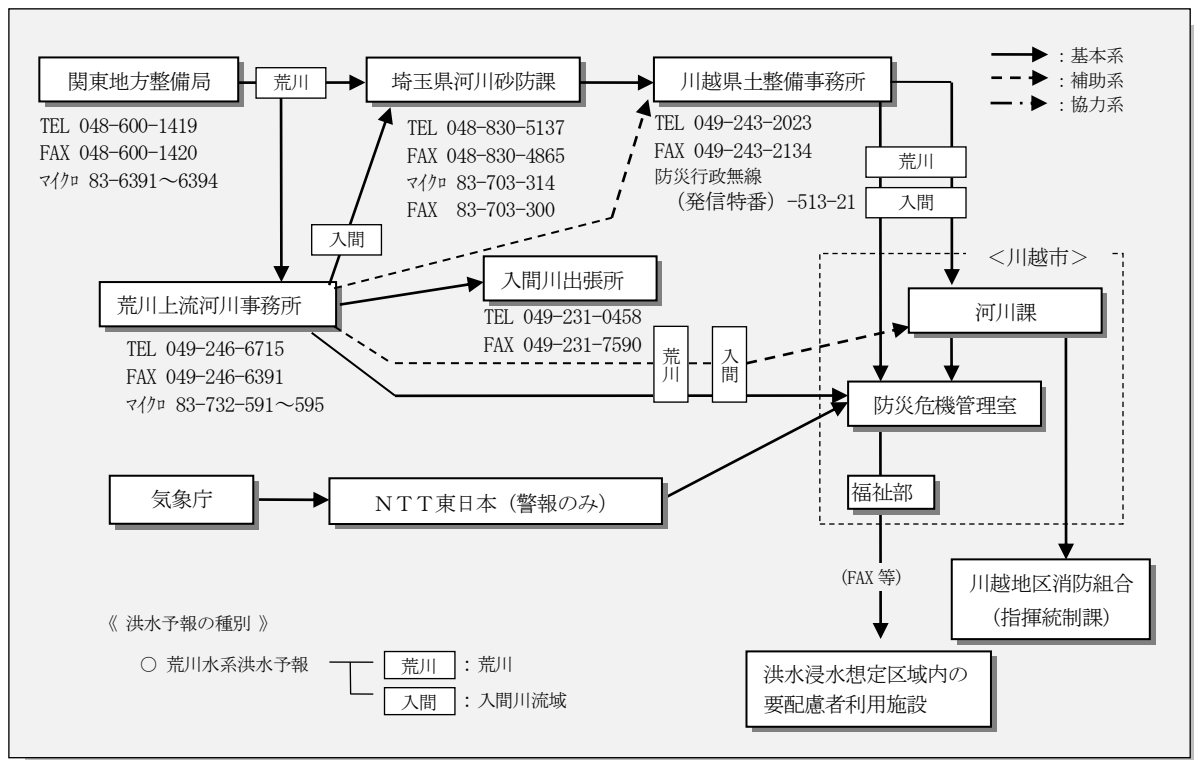 関東地方整備局
荒川
埼玉県河川砂防課
川越県土整備事務所
：基本系
：補助系
：協力系
TEL 048-600-1419
FAX 048-600-1420
ﾏｲｸﾛ 83-6391～6394
TEL 048-830-5137
FAX 048-830-4865
ﾏｲｸﾛ 83-703-314
FAX 83-703-300
TEL 049-243-2023
FAX 049-243-2134
防災行政無線
（発信特番）-513-21
荒川
入間
入間
＜川越市＞
荒川上流河川事務所
入間川出張所
河川課
TEL 049-231-0458
FAX 049-231-7590
TEL 049-246-6715
FAX 049-246-6391
ﾏｲｸﾛ 83-732-591～595
荒川
入間
防災危機管理室
気象庁
ＮＴＴ東日本（警報のみ）
福祉部
(FAX 等)
川越地区消防組合
（指揮統制課）
《 洪水予報の種別 》
○ 荒川水系洪水予報
荒川
：荒川
入間
：入間川流域
洪水浸水想定区域内の
要配慮者利用施設